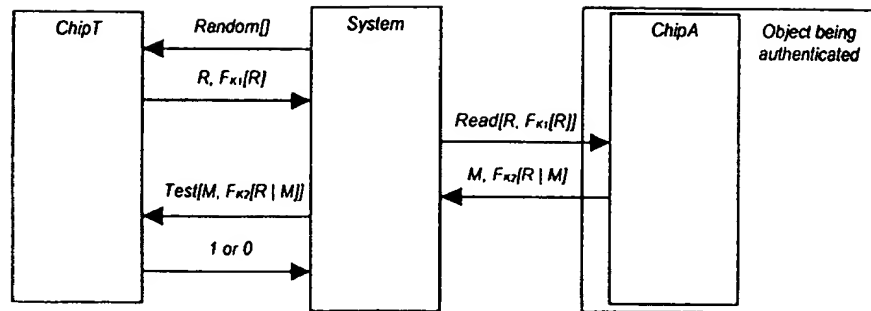 ChipT
System
ChipA
Object being
authenticated
Random[]
R, FK1[R]
Read[R, FK1[R]]
M, FK2[R | M]
Test[M, FK2[R | M]]
1 or 0